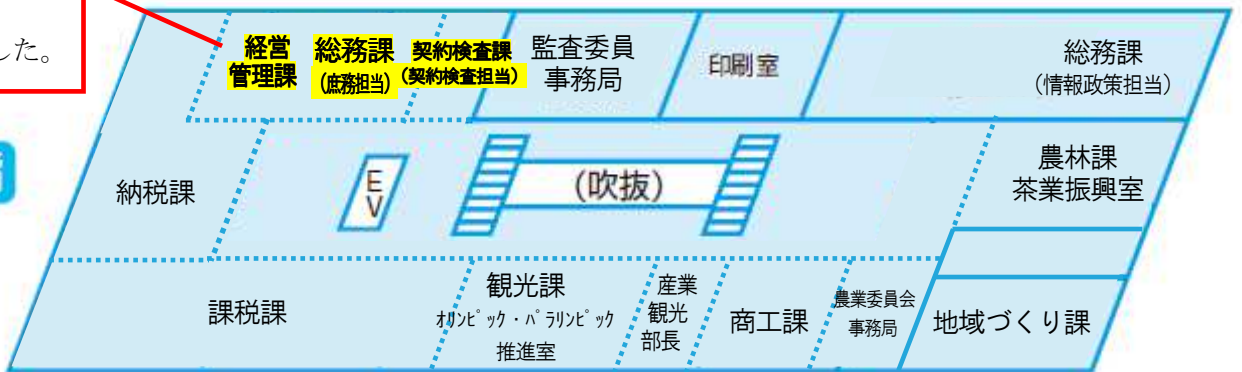 した。
経営
管理課
総務課
(庶務担当)
契約検査課
(契約検査担当)
監査委員
事務局
印刷室
総務課
(情報政策担当)
納税課
EV
(吹抜)
農林課
茶業振興室
課税課
観光課
ｵﾘﾝﾋﾟｯｸ・ﾊﾟﾗﾘﾝﾋﾟｯｸ
推進室
産業
観光
部長
商工課
農業委員会
事務局
地域づくり課